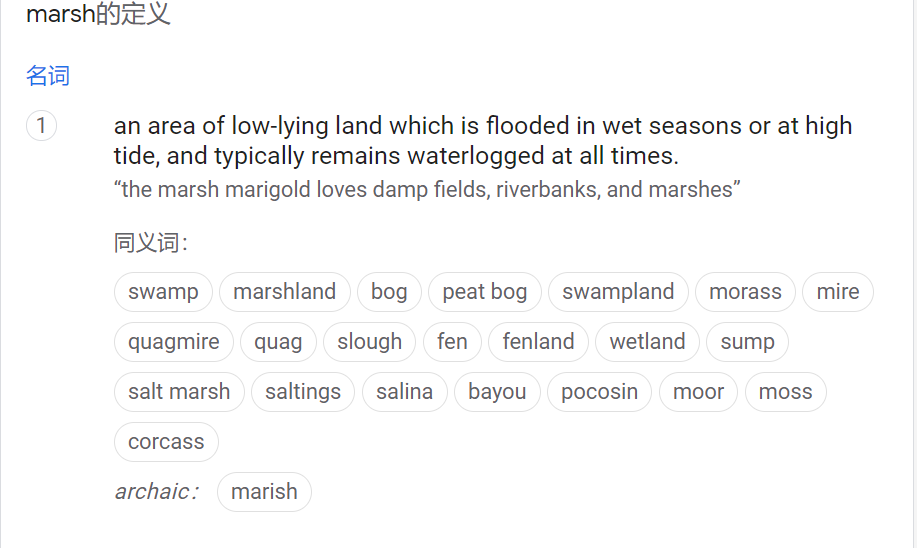 marsh的定义
名词
1
an area of low-lying land which is flooded in wet seasons or at high
tide, and typically remains waterlogged at all times.
“the marsh marigold loves damp fields, riverbanks, and marshes”
同义词：
swamp marshland bog peat bog swampland morass mire
quagmire quag slough fen fenland wetland sump
salt marsh saltings salina bayou pocosin moor moss
corcass
archaic： marish